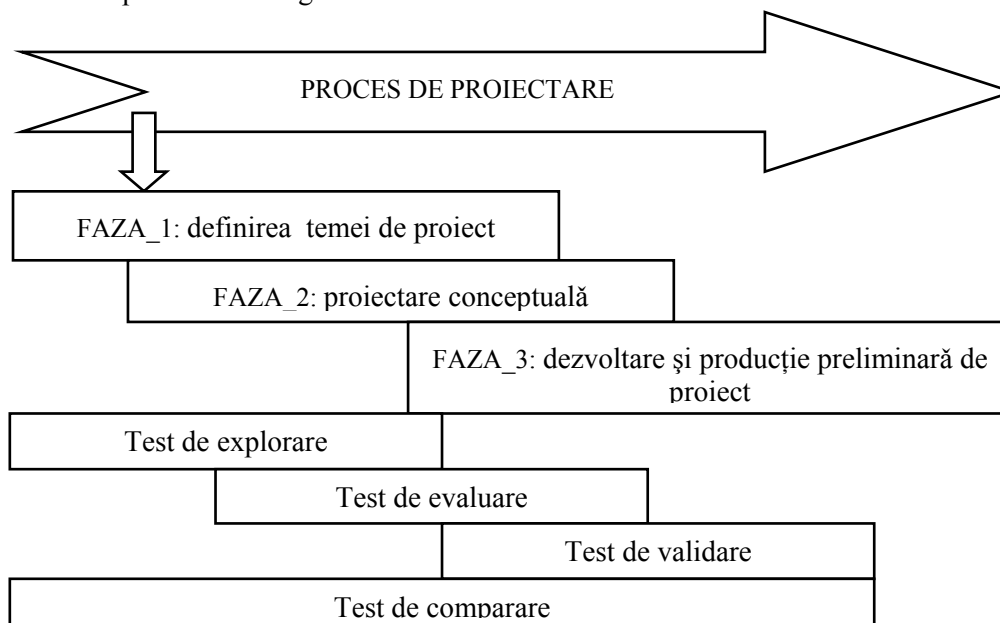 PROCES DE PROIECTARE
FAZA_1: definirea temei de proiect
FAZA_2: proiectare conceptuală
FAZA_3: dezvoltare şi producție preliminară de
proiect
Test de explorare
Test de evaluare
Test de validare
Test de comparare